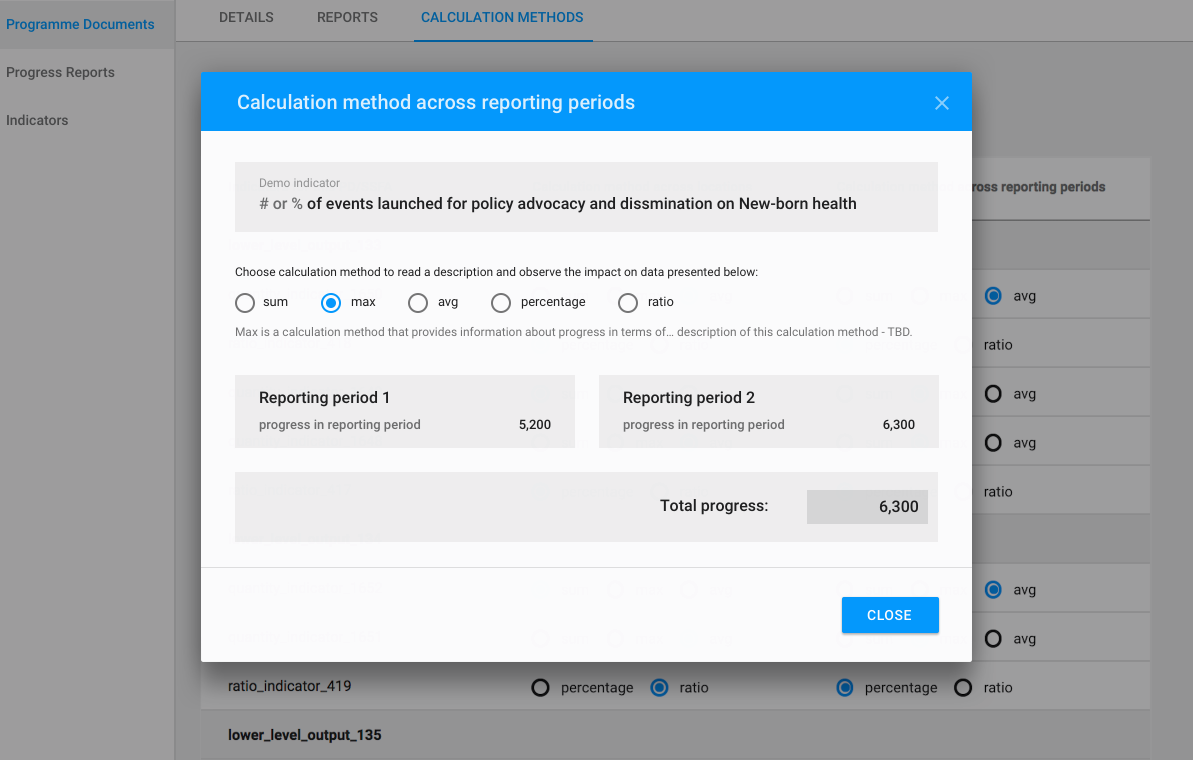 Programme Documents
Progress Reports
Indicators
DETAILS REPORTS CALCULATION METHODS
Calculation method across reporting periods
Demo indicator
# or % of events launched for policy advocacy and dissmination on New-born health
Choose calculation method to read a description and observe the impact on data presented below:
sum max avg percentage ratio
Max is a calculation method that provides information about progress in terms of... description of this calculation method - TBD.
Reporting period 1
progress in reporting period 5,200
Reporting period 2
progress in reporting period 6,300
Total progress: 6,300
CLOSE
reporting periods
avg
ratio
avg
avg
ratio
avg
avg
ratio_indicator_419 percentage ratio percentage ratio
lower_level_output_135